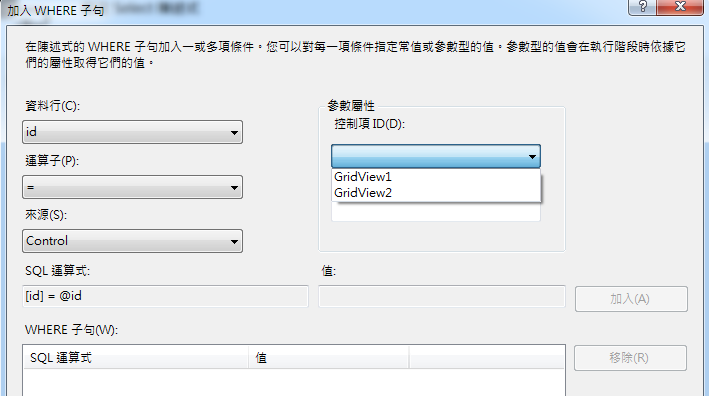 加入 WHERE 子句
在陳述式的 WHERE 子句加入一或多項條件。您可以對每一項條件指定常值或參數型的值。參數型的值會在執行階段時依據它
們的屬性取得它們的值。
資料行(C):
id
運算子(P):
=
來源(S):
Control
參數屬性
控制項 ID(D):
GridView1
GridView2
SQL 運算式:
[id] = @id
值:
加入(A)
WHERE 子句(W):
SQL 運算式
值
移除(R)